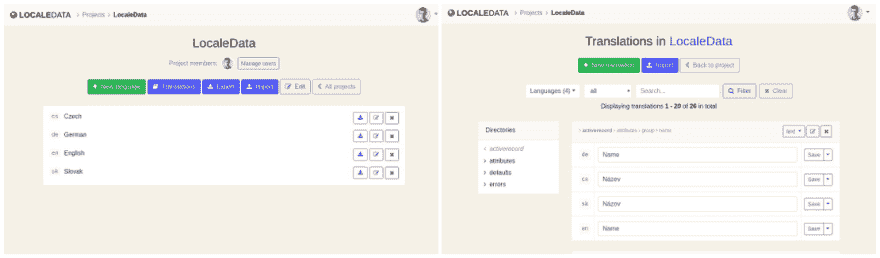 LOCALEDATA › Projects › LocaleData
LocaleData
Project members: Manage users
New language Translations Export Import Edit All projects
cs Czech
de German
en English
sk Slovak
LOCALEDATA › Projects › LocaleData
Translations in LocaleData
New translation Import Back to project
Languages (4) all Search... Filter Clear
Displaying translations 1 - 20 of 26 in total
Directories
› activerecord
› attributes
› defaults
› errors
› activerecord › attributes › group › name
text
de Name Save
cs Název Save
sk Názov Save
en Name Save